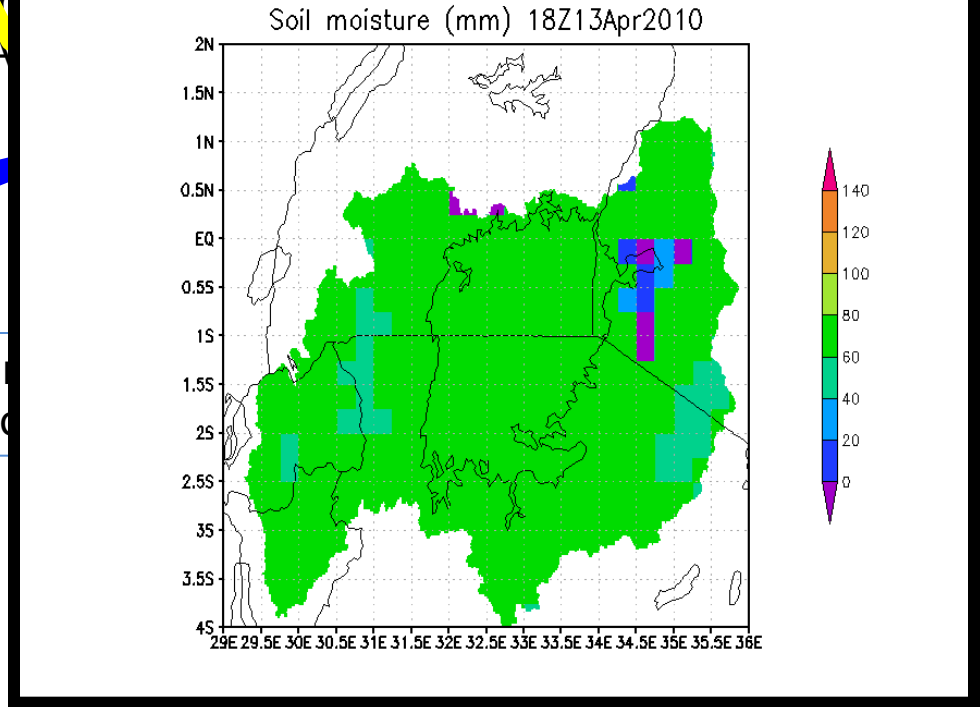 Soil moisture (mm) 18Z13Apr2010
2N
1.5N
1N
0.5N
EQ
0.5S
1S
1.5S
2S
2.5S
3S
3.5S
4S
29E 29.5E 30E 30.5E 31E 31.5E 32E 32.5E 33E 33.5E 34E 34.5E 35E 35.5E 36E
140
120
100
80
60
40
20
0